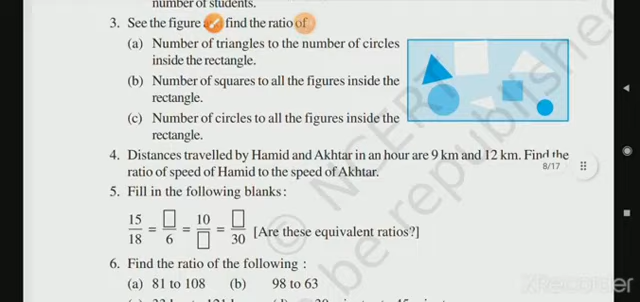 number of students.
3. See the figure find the ratio of
(a) Number of triangles to the number of circles
inside the rectangle.
(b) Number of squares to all the figures inside the
rectangle.
(c) Number of circles to all the figures inside the
rectangle.
4. Distances travelled by Hamid and Akhtar in an hour are 9 km and 12 km. Find the
ratio of speed of Hamid to the speed of Akhtar.
8/17
5. Fill in the following blanks :
15/18 = □/6 = 10/□ = □/30 [Are these equivalent ratios?]
6. Find the ratio of the following :
(a) 81 to 108 (b) 98 to 63
© NCERT
be republished
XRecorder